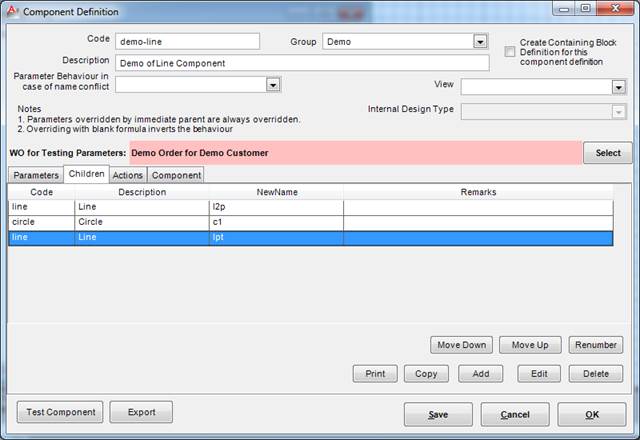 Component Definition
Code demo-line Group Demo
Create Containing Block
Definition for this
component definition
Description Demo of Line Component
Parameter Behaviour in
case of name conflict
View
Notes
1. Parameters overridden by immediate parent are always overridden.
2. Overriding with blank formula inverts the behaviour
Internal Design Type
WO for Testing Parameters: Demo Order for Demo Customer Select
Parameters Children Actions Component
Code Description NewName Remarks
line Line l2p
circle Circle c1
line Line lpt
Move Down Move Up Renumber
Print Copy Add Edit Delete
Test Component Export Save Cancel OK